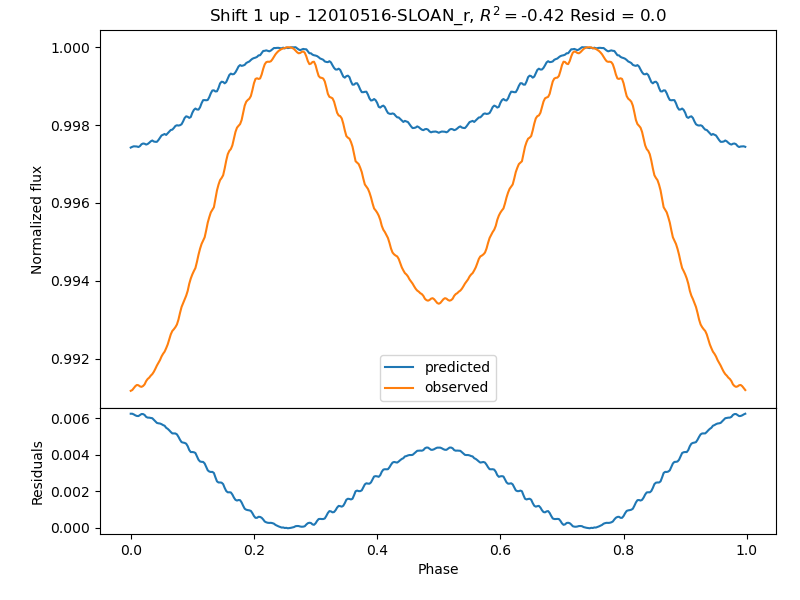 Shift 1 up - 12010516-SLOAN_r, R² = -0.42 Resid = 0.0
Normalized flux
1.000
0.998
0.996
0.994
0.992
predicted
observed
Residuals
0.006
0.004
0.002
0.000
0.0 0.2 0.4 0.6 0.8 1.0
Phase